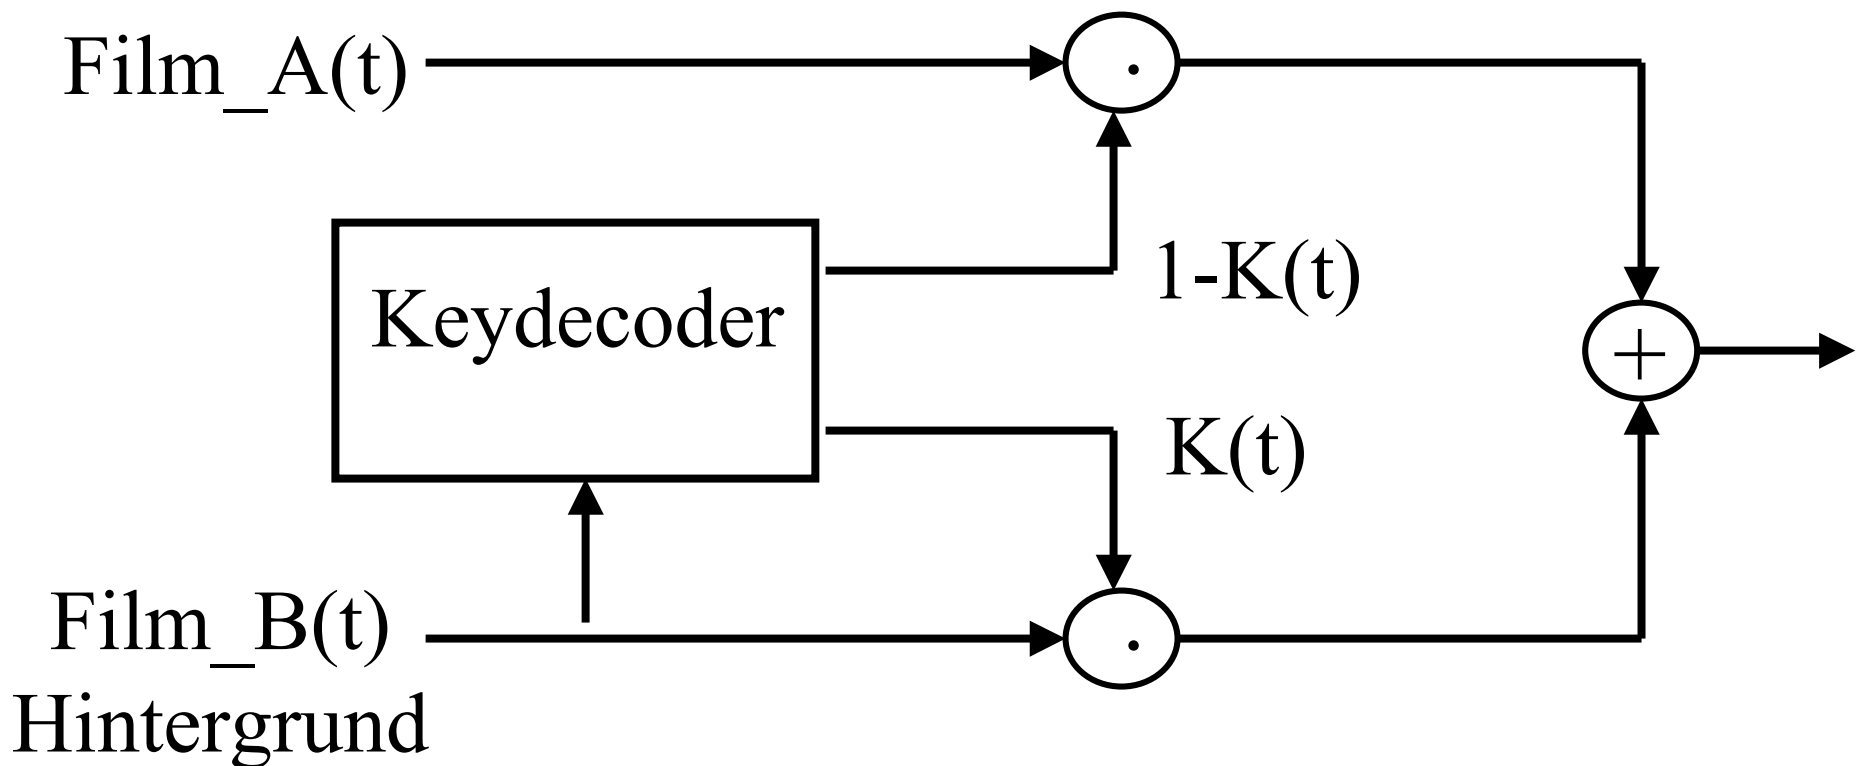 Film_A(t)
.
1-K(t)
Keydecoder
+
K(t)
Film_B(t)
.
Hintergrund